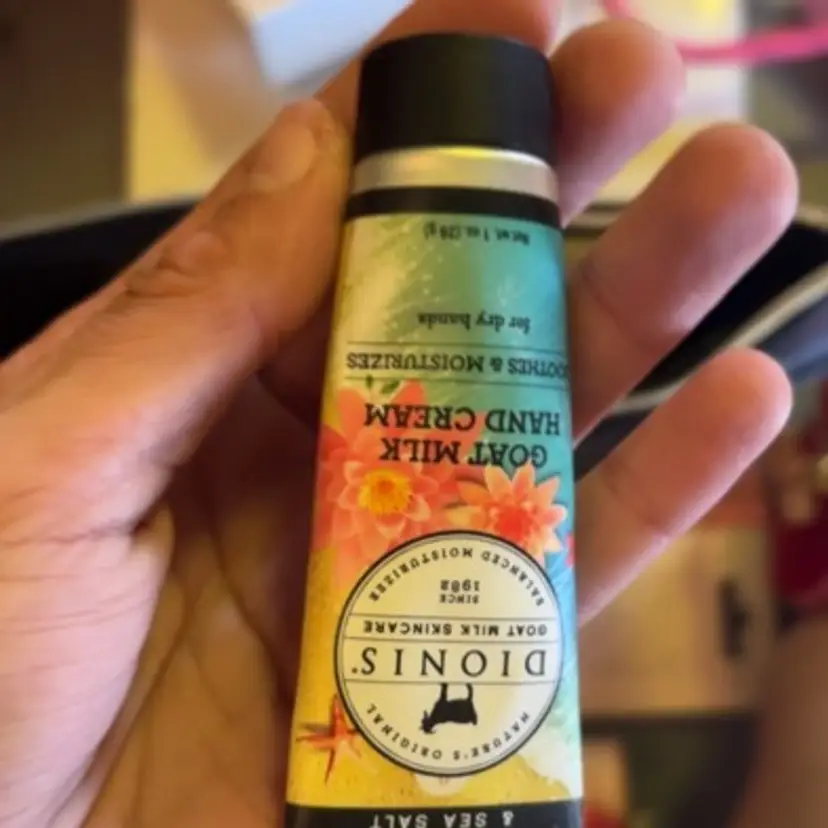 & SEA SALT
NATURE'S ORIGINAL
DIONIS®
GOAT MILK SKINCARE
SINCE
1982
BALANCED MOISTURIZER
GOAT MILK
HAND CREAM
SOOTHES & MOISTURIZES
for dry hands
Net wt. 1 oz. (28 g)